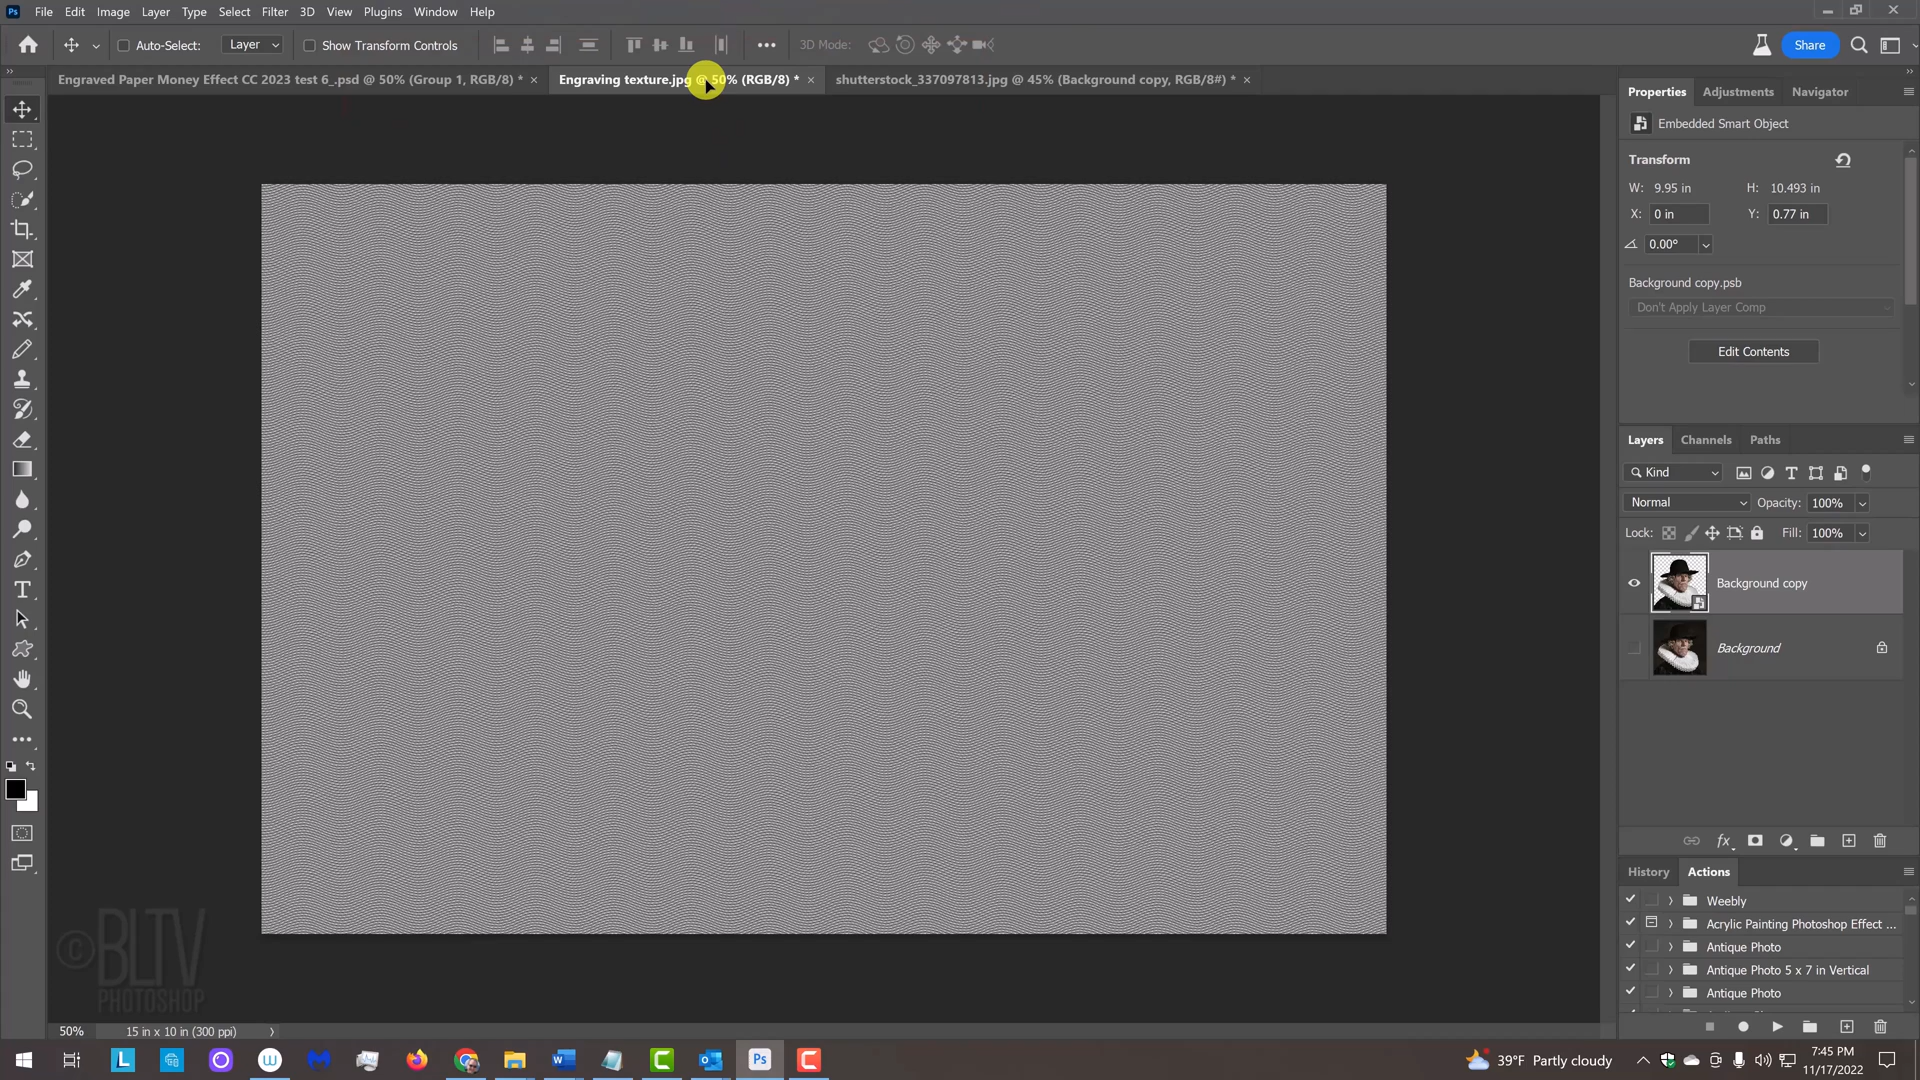 Ps File Edit Image Layer Type Select Filter 3D View Plugins Window Help
Auto-Select: Layer Show Transform Controls 3D Mode: Share
Engraved Paper Money Effect CC 2023 test 6_.psd @ 50% (Group 1, RGB/8) * × Engraving texture.jpg @ 50% (RGB/8) * × shutterstock_337097813.jpg @ 45% (Background copy, RGB/8#) * ×
Properties Adjustments Navigator
Embedded Smart Object
Transform
W: 9.95 in H: 10.493 in
X: 0 in Y: 0.77 in
0.00°
Background copy.psb
Don't Apply Layer Comp
Edit Contents
Layers Channels Paths
Kind
Normal Opacity: 100%
Lock: Fill: 100%
Background copy
Background
History Actions
Weebly
Acrylic Painting Photoshop Effect ...
Antique Photo
Antique Photo 5 x 7 in Vertical
Antique Photo
© BLTV
PHOTOSHOP
50% 15 in x 10 in (300 ppi)
39°F Partly cloudy
7:45 PM
11/17/2022